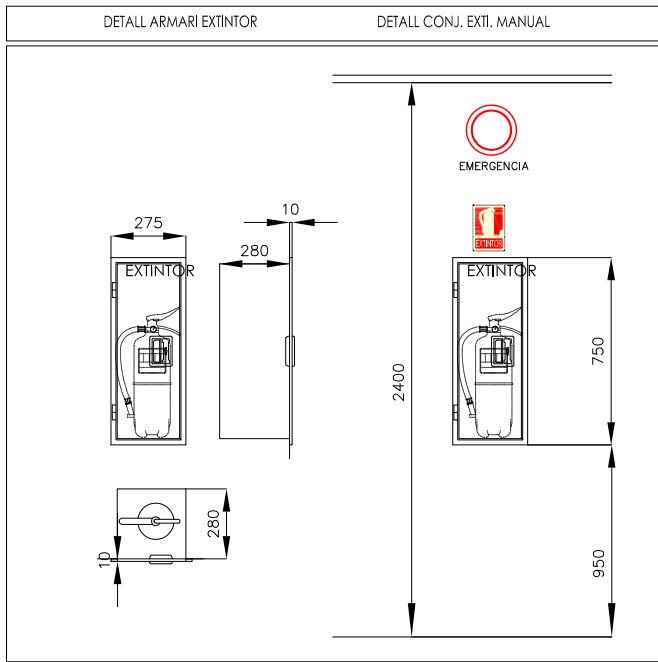 DETALL ARMARI EXTINTOR
DETALL CONJ. EXTI. MANUAL
EMERGENCIA
10
275
280
EXTINTOR
EXTINTOR
EXTINTOR
750
2400
280
10
950